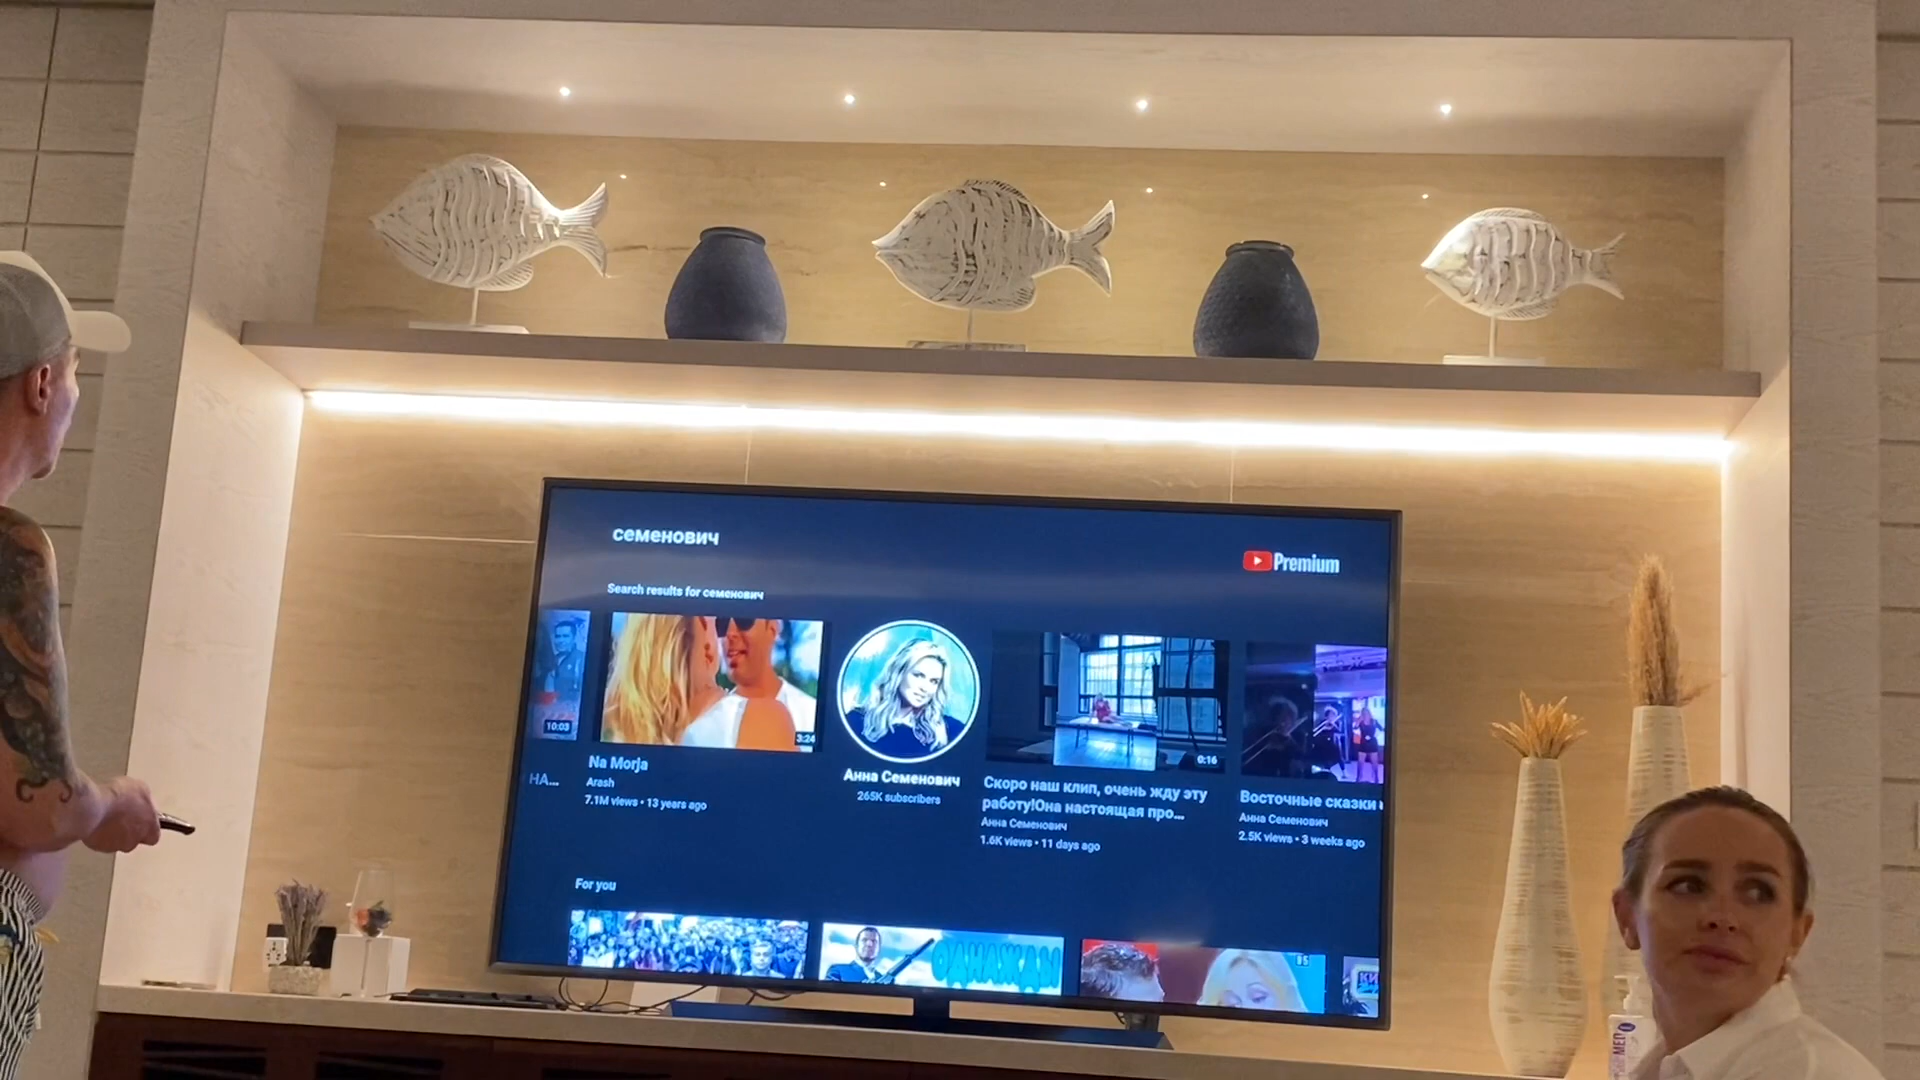 семенович
Premium
Search results for семенович
10:03
НА...
3:24
Na Morja
Arash
7.1M views • 13 years ago
Анна Семенович
265K subscribers
0:16
Скоро наш клип, очень жду эту
работу!Она настоящая про...
Анна Семенович
1.6K views • 11 days ago
Восточные сказки
Анна Семенович
2.5K views • 3 weeks ago
For you
ОДНАЖДЫ